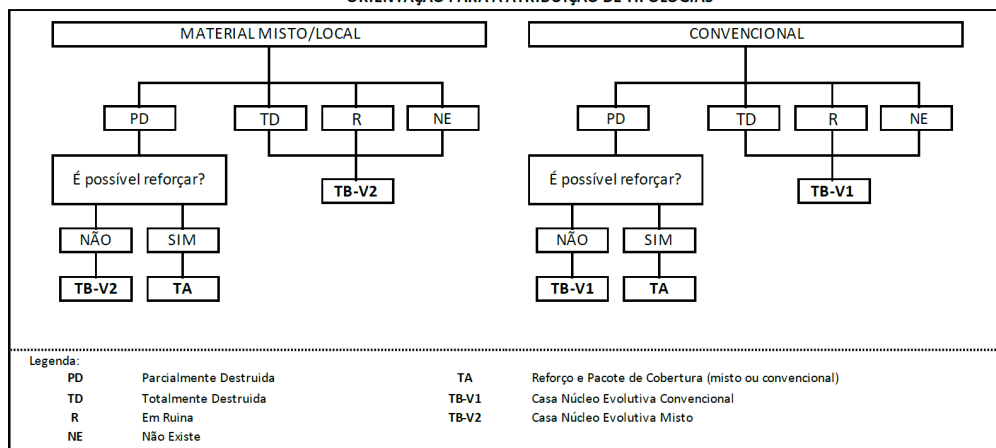 MATERIAL MISTO/LOCAL
CONVENCIONAL
PD
TD
R
NE
PD
TD
R
NE
É possível reforçar?
TB-V2
É possível reforçar?
TB-V1
NÃO
SIM
NÃO
SIM
TB-V2
TA
TB-V1
TA
Legenda:
PD Parcialmente Destruida TA Reforço e Pacote de Cobertura (misto ou convencional)
TD Totalmente Destruida TB-V1 Casa Núcleo Evolutiva Convencional
R Em Ruina TB-V2 Casa Núcleo Evolutiva Misto
NE Não Existe